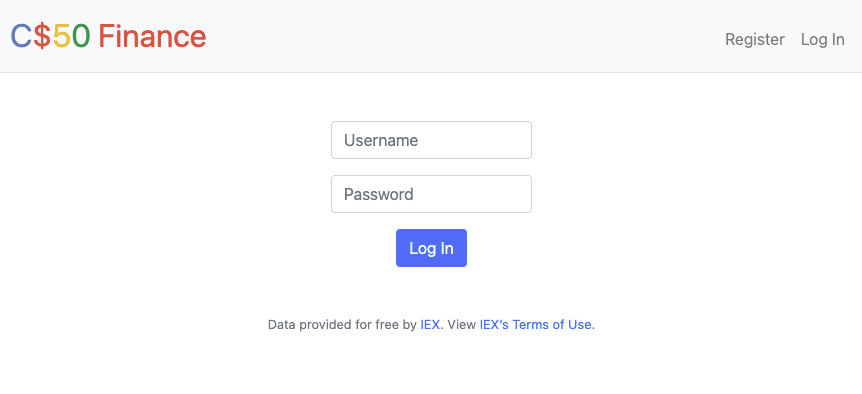 C$50 Finance
Register Log In
Username
Password
Log In
Data provided for free by IEX. View IEX's Terms of Use.